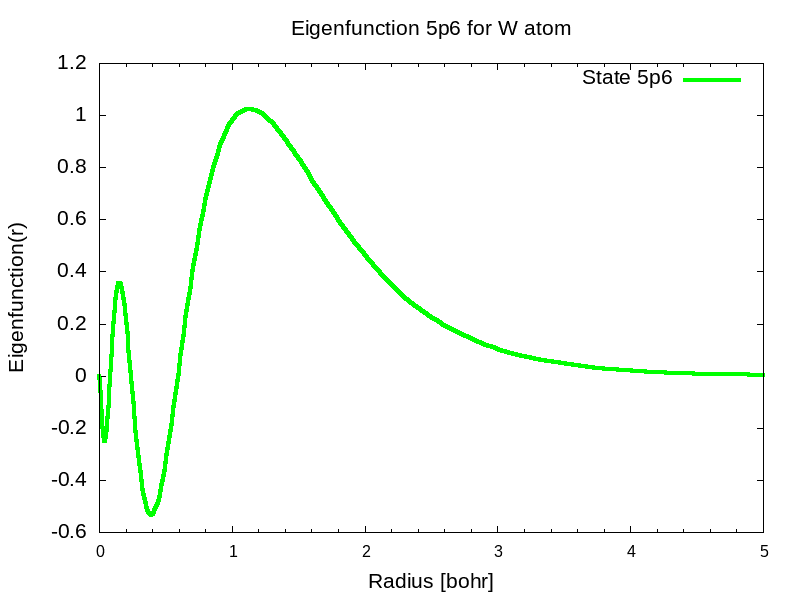 Eigenfunction 5p6 for W atom
State 5p6
1.2
1
0.8
0.6
0.4
0.2
0
-0.2
-0.4
-0.6
Eigenfunction(r)
0 1 2 3 4 5
Radius [bohr]